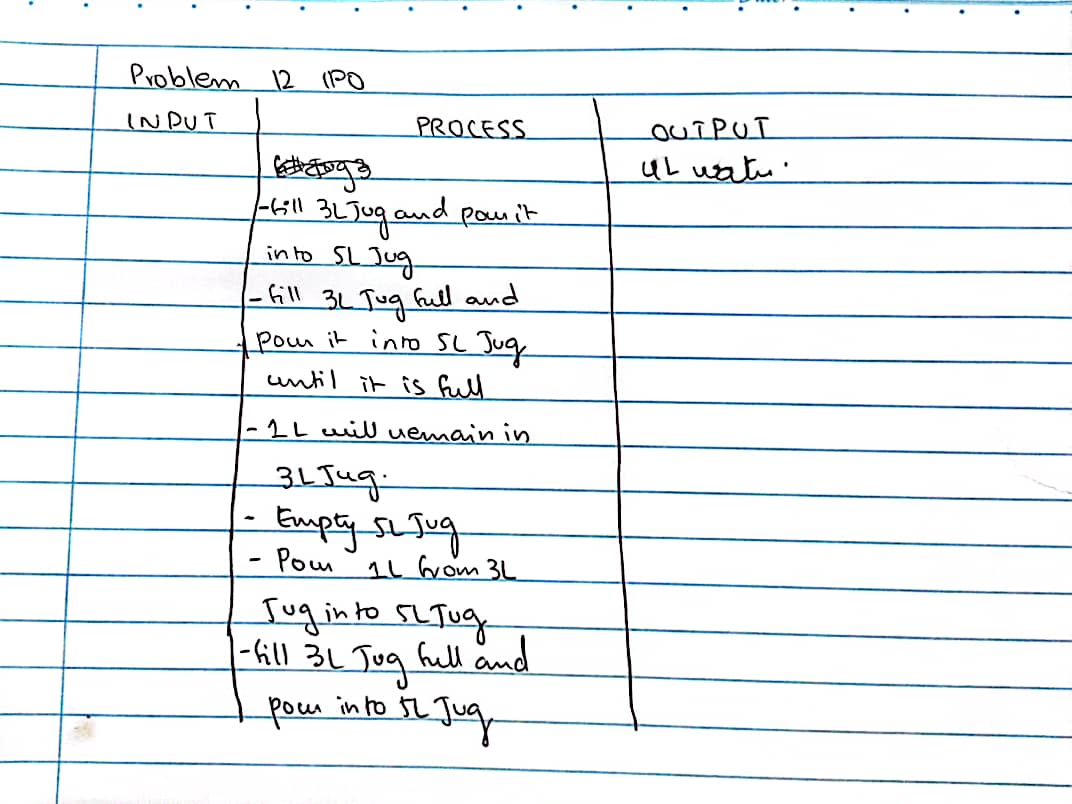 Problem 12 IPO
INPUT PROCESS OUTPUT
4L water.
-fill 3L Jug and pour it
into 5L Jug
- fill 3L Jug full and
pour it into 5L Jug
until it is full
- 1L will remain in
3L Jug.
- Empty 5L Jug
- Pour 1L from 3L
Jug into 5L Jug
-fill 3L Jug full and
pour into 5L Jug